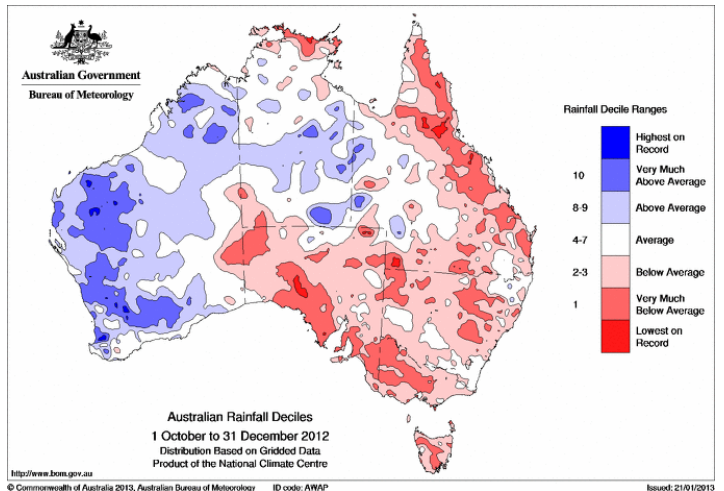 Australian Government
Bureau of Meteorology
Rainfall Decile Ranges
Highest on
Record
10
Very Much
Above Average
8-9
Above Average
4-7
Average
2-3
Below Average
1
Very Much
Below Average
Lowest on
Record
Australian Rainfall Deciles
1 October to 31 December 2012
Distribution Based on Gridded Data
Product of the National Climate Centre
http://www.bom.gov.au
© Commonwealth of Australia 2013, Australian Bureau of Meteorology ID code: AWAP Issued: 21/01/2013